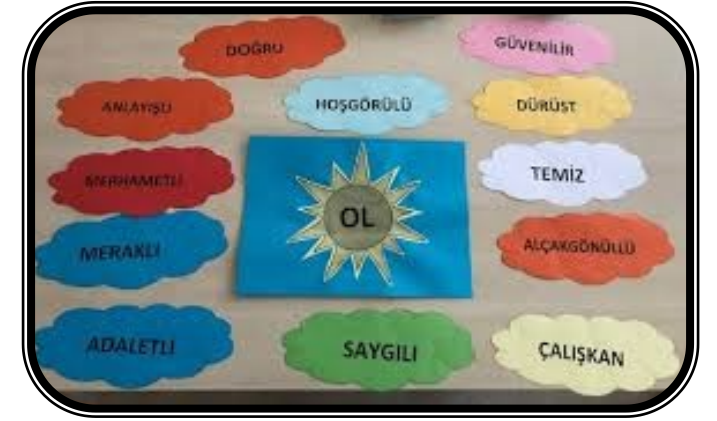 DOĞRU
GÜVENİLİR
ANLAYIŞLI
HOŞGÖRÜLÜ
DÜRÜST
MERHAMETLİ
TEMİZ
OL
MERAKLI
ALÇAKGÖNÜLLÜ
ADALETLI
SAYGILI
ÇALIŞKAN